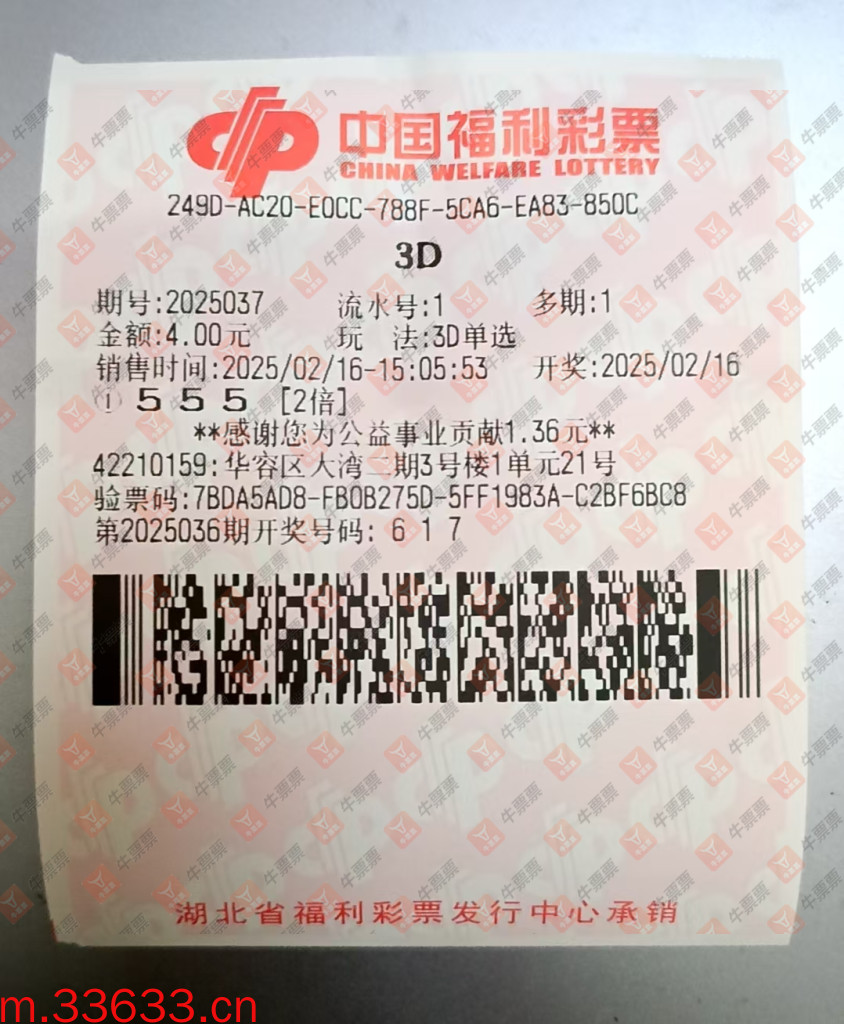 中国福利彩票
CHINA WELFARE LOTTERY
249D-AC20-E0CC-788F-5CA6-EA83-850C
3D
期号:2025037 流水号:1 多期:1
金额:4.00元 玩 法:3D单选
销售时间:2025/02/16-15:05:53 开奖:2025/02/16
① 5 5 5 [2倍]
**感谢您为公益事业贡献1.36元**
42210159:华容区大湾二期3号楼1单元21号
验票码:7BDA5AD8-FB0B275D-5FF1983A-C2BF6BC8
第2025036期开奖号码: 6 1 7
湖北省福利彩票发行中心承销
牛票票
m.33633.cn